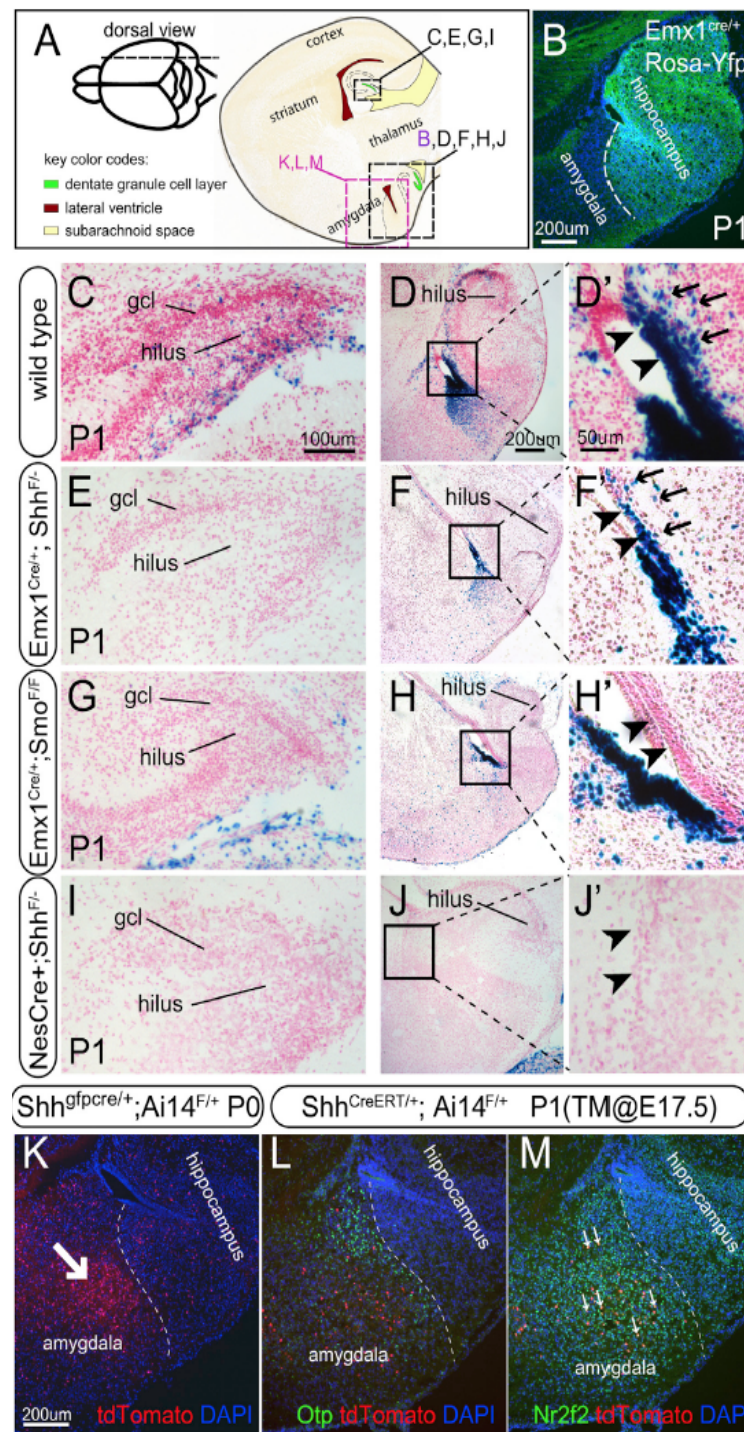 A
dorsal view
cortex
C,E,G,I
striatum
thalamus
B,D,F,H,J
K,L,M
amygdala
key color codes:
dentate granule cell layer
lateral ventricle
subarachnoid space
B
Emx1cre/+
Rosa-Yfp
hippocampus
amygdala
200um
P1
wild type
C
gcl
hilus
P1
100um
D
hilus
200um
D'
50um
Emx1Cre/+; ShhF/-
E
gcl
hilus
P1
F
hilus
F'
Emx1Cre/+;SmoF/F
G
gcl
hilus
P1
H
hilus
H'
NesCre+;ShhF/-
I
gcl
hilus
P1
J
hilus
J'
Shhgfpcre/+;Ai14F/+ P0
ShhCreERT/+; Ai14F/+ P1(TM@E17.5)
K
hippocampus
amygdala
200um
tdTomato DAPI
L
hippocampus
amygdala
Otp tdTomato DAPI
M
hippocampus
amygdala
Nr2f2 tdTomato DAPI